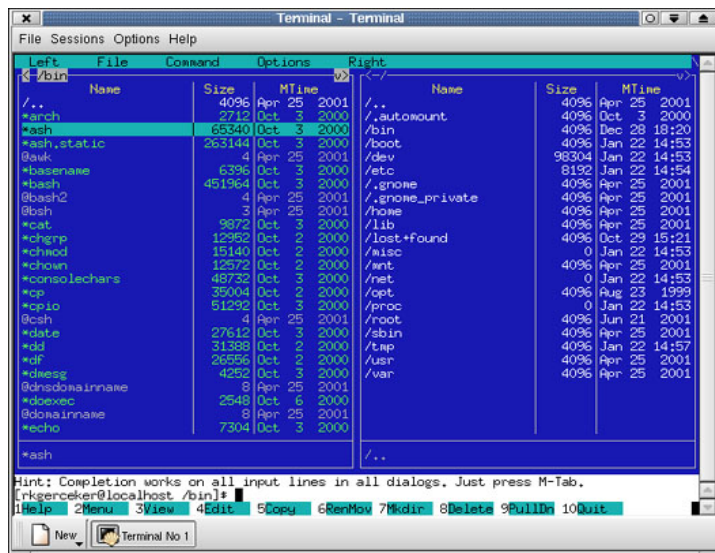 Terminal - Terminal
File Sessions Options Help
Left File Command Options Right
<-/bin v>
Name Size MTime
/.. 4096 Apr 25 2001
*arch 2712 Oct 3 2000
*ash 65340 Oct 3 2000
*ash.static 263144 Oct 3 2000
@awk 4 Apr 25 2001
*basename 6396 Oct 3 2000
*bash 451964 Oct 3 2000
@bash2 4 Apr 25 2001
@bsh 3 Apr 25 2001
*cat 9872 Oct 3 2000
*chgrp 12952 Oct 2 2000
*chmod 15140 Oct 2 2000
*chown 12572 Oct 2 2000
*consolechars 48732 Oct 3 2000
*cp 35004 Oct 2 2000
*cpio 51292 Oct 3 2000
@csh 4 Apr 25 2001
*date 27612 Oct 3 2000
*dd 31388 Oct 2 2000
*df 26556 Oct 2 2000
*dmesg 4252 Oct 3 2000
@dnsdomainname 8 Apr 25 2001
*doexec 2548 Oct 6 2000
@domainname 8 Apr 25 2001
*echo 7304 Oct 3 2000
*ash
<-/ v>
Name Size MTime
/.. 4096 Apr 25 2001
/.automount 4096 Oct 3 2000
/bin 4096 Dec 28 18:20
/boot 4096 Jan 22 14:53
/dev 98304 Jan 22 14:53
/etc 8192 Jan 22 14:54
/.gnome 4096 Apr 25 2001
/.gnome_private 4096 Apr 25 2001
/home 4096 Apr 25 2001
/lib 4096 Apr 25 2001
/lost+found 4096 Oct 29 15:21
/misc 0 Jan 22 14:53
/mnt 4096 Apr 25 2001
/net 0 Jan 22 14:53
/opt 4096 Aug 23 1999
/proc 0 Jan 22 14:53
/root 4096 Jun 21 2001
/sbin 4096 Apr 25 2001
/tmp 4096 Jan 22 14:57
/usr 4096 Apr 25 2001
/var 4096 Apr 25 2001
/..
Hint: Completion works on all input lines in all dialogs. Just press M-Tab.
[rkgerceker@localhost /bin]$
1Help 2Menu 3View 4Edit 5Copy 6RenMov 7Mkdir 8Delete 9PullDn 10Quit
New Terminal No 1